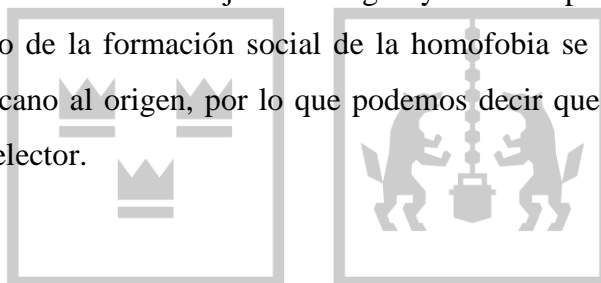 o de la formación social de la homofobia se
cano al origen, por lo que podemos decir que
elector.